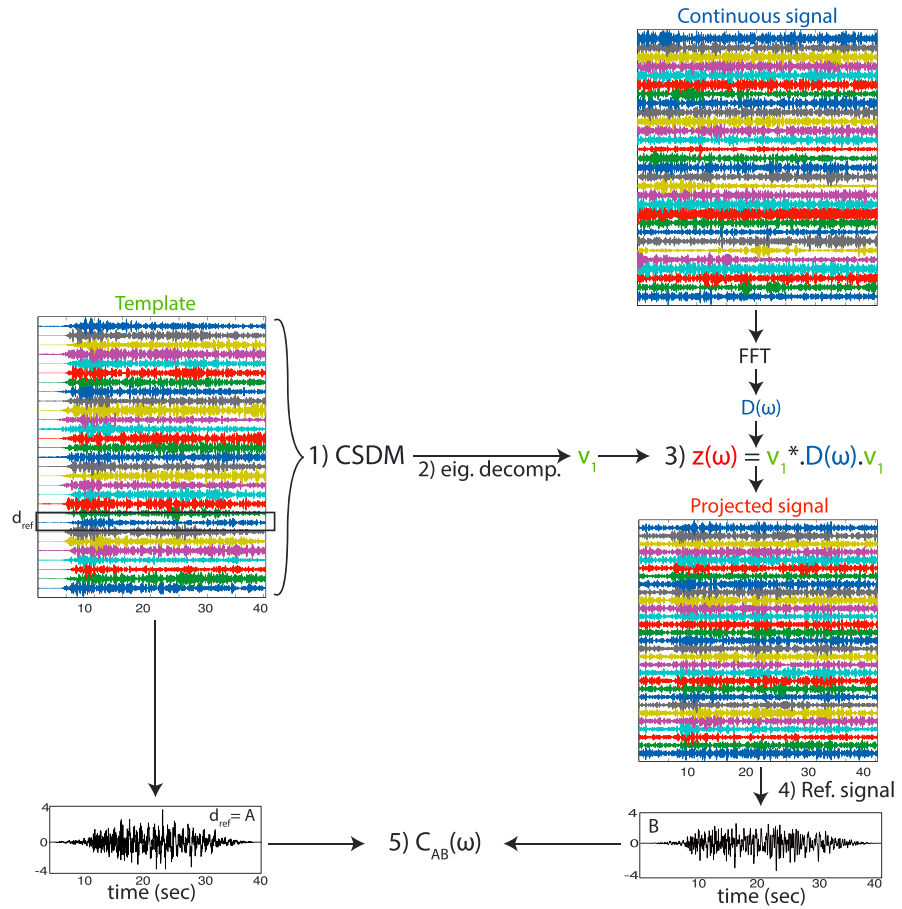 Continuous signal
Template
FFT
D(ω)
1) CSDM
2) eig. decomp.
v₁
3) z(ω) = v₁*.D(ω).v₁
Projected signal
d_ref
10 20 30 40
10 20 30 40
4) Ref. signal
4
0
-4
d_ref = A
10 20 30 40
time (sec)
5) C_AB(ω)
4
0
-4
B
10 20 30 40
time (sec)